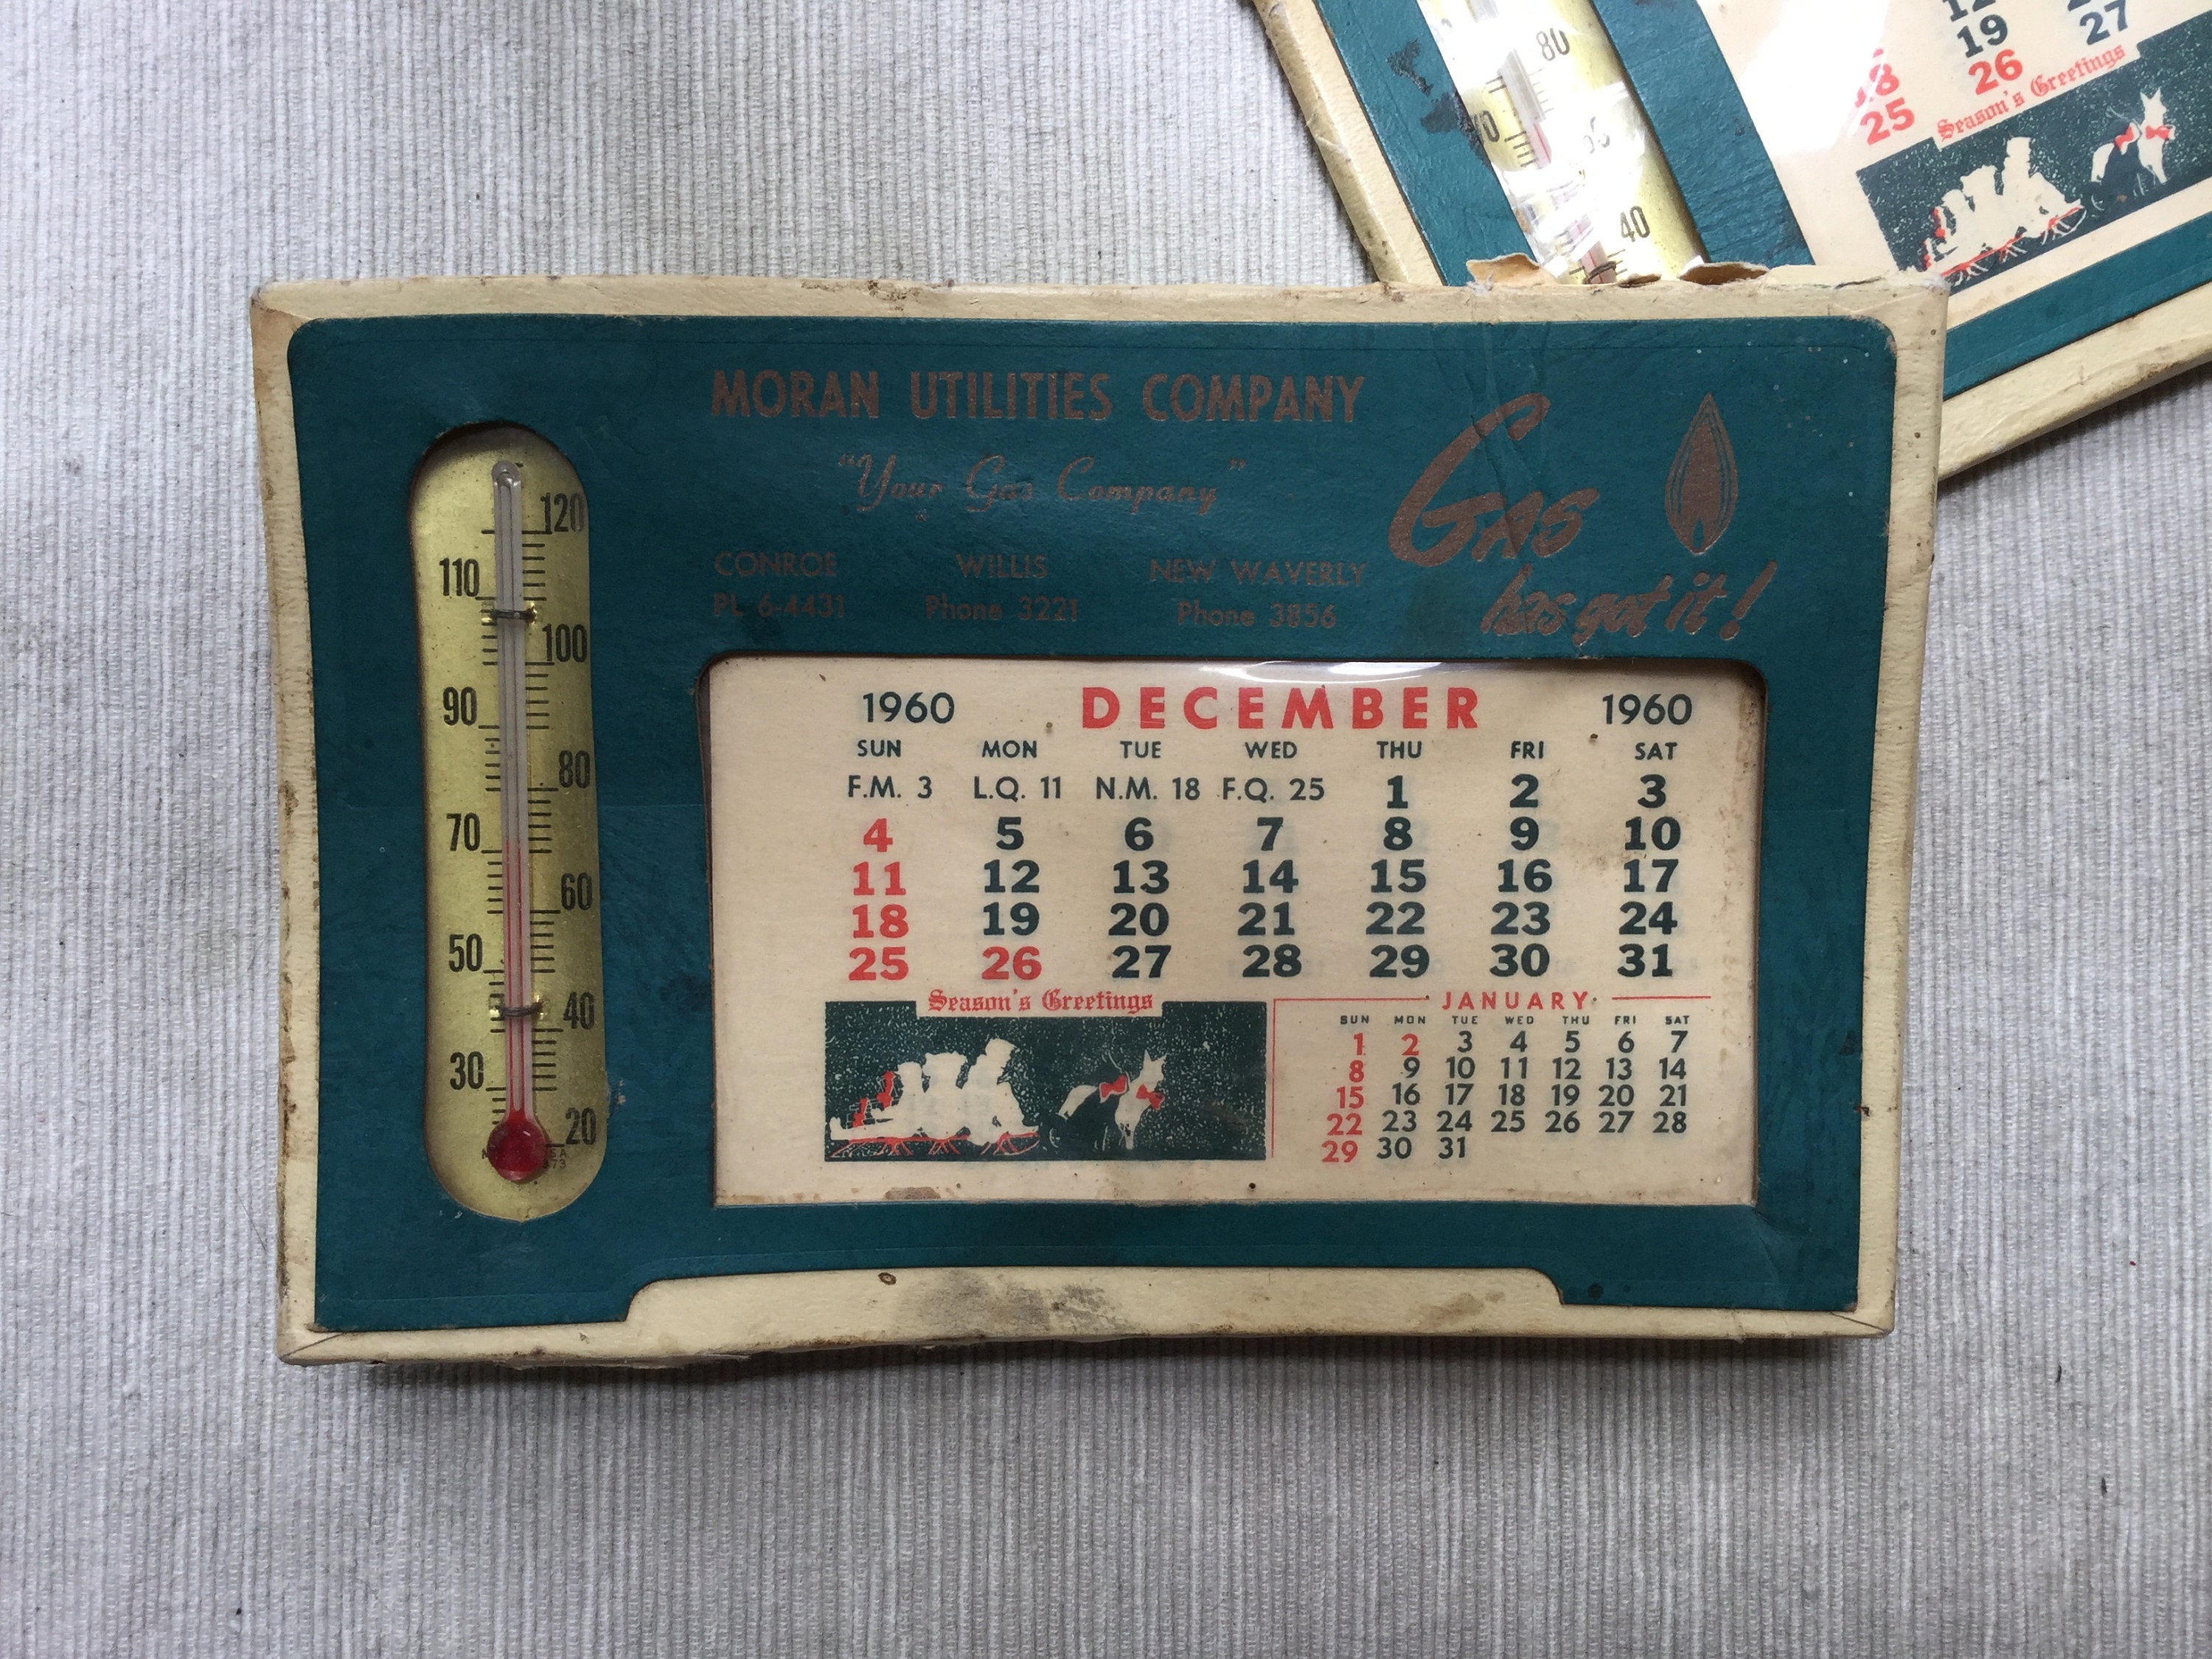 MORAN UTILITIES COMPANY
"Your Gas Company"
CONROE WILLIS NEW WAVERLY
PL 6-4431 Phone 3221 Phone 3856
Gas
has got it!
120
110
100
90
80
70
60
50
40
30
20
1960 DECEMBER 1960
SUN MON TUE WED THU FRI SAT
F.M. 3 L.Q. 11 N.M. 18 F.Q. 25 1 2 3
4 5 6 7 8 9 10
11 12 13 14 15 16 17
18 19 20 21 22 23 24
25 26 27 28 29 30 31
Season's Greetings
JANUARY
SUN MON TUE WED THU FRI SAT
1 2 3 4 5 6 7
8 9 10 11 12 13 14
15 16 17 18 19 20 21
22 23 24 25 26 27 28
29 30 31
80
40
19
27
26
25
Season's Greetings